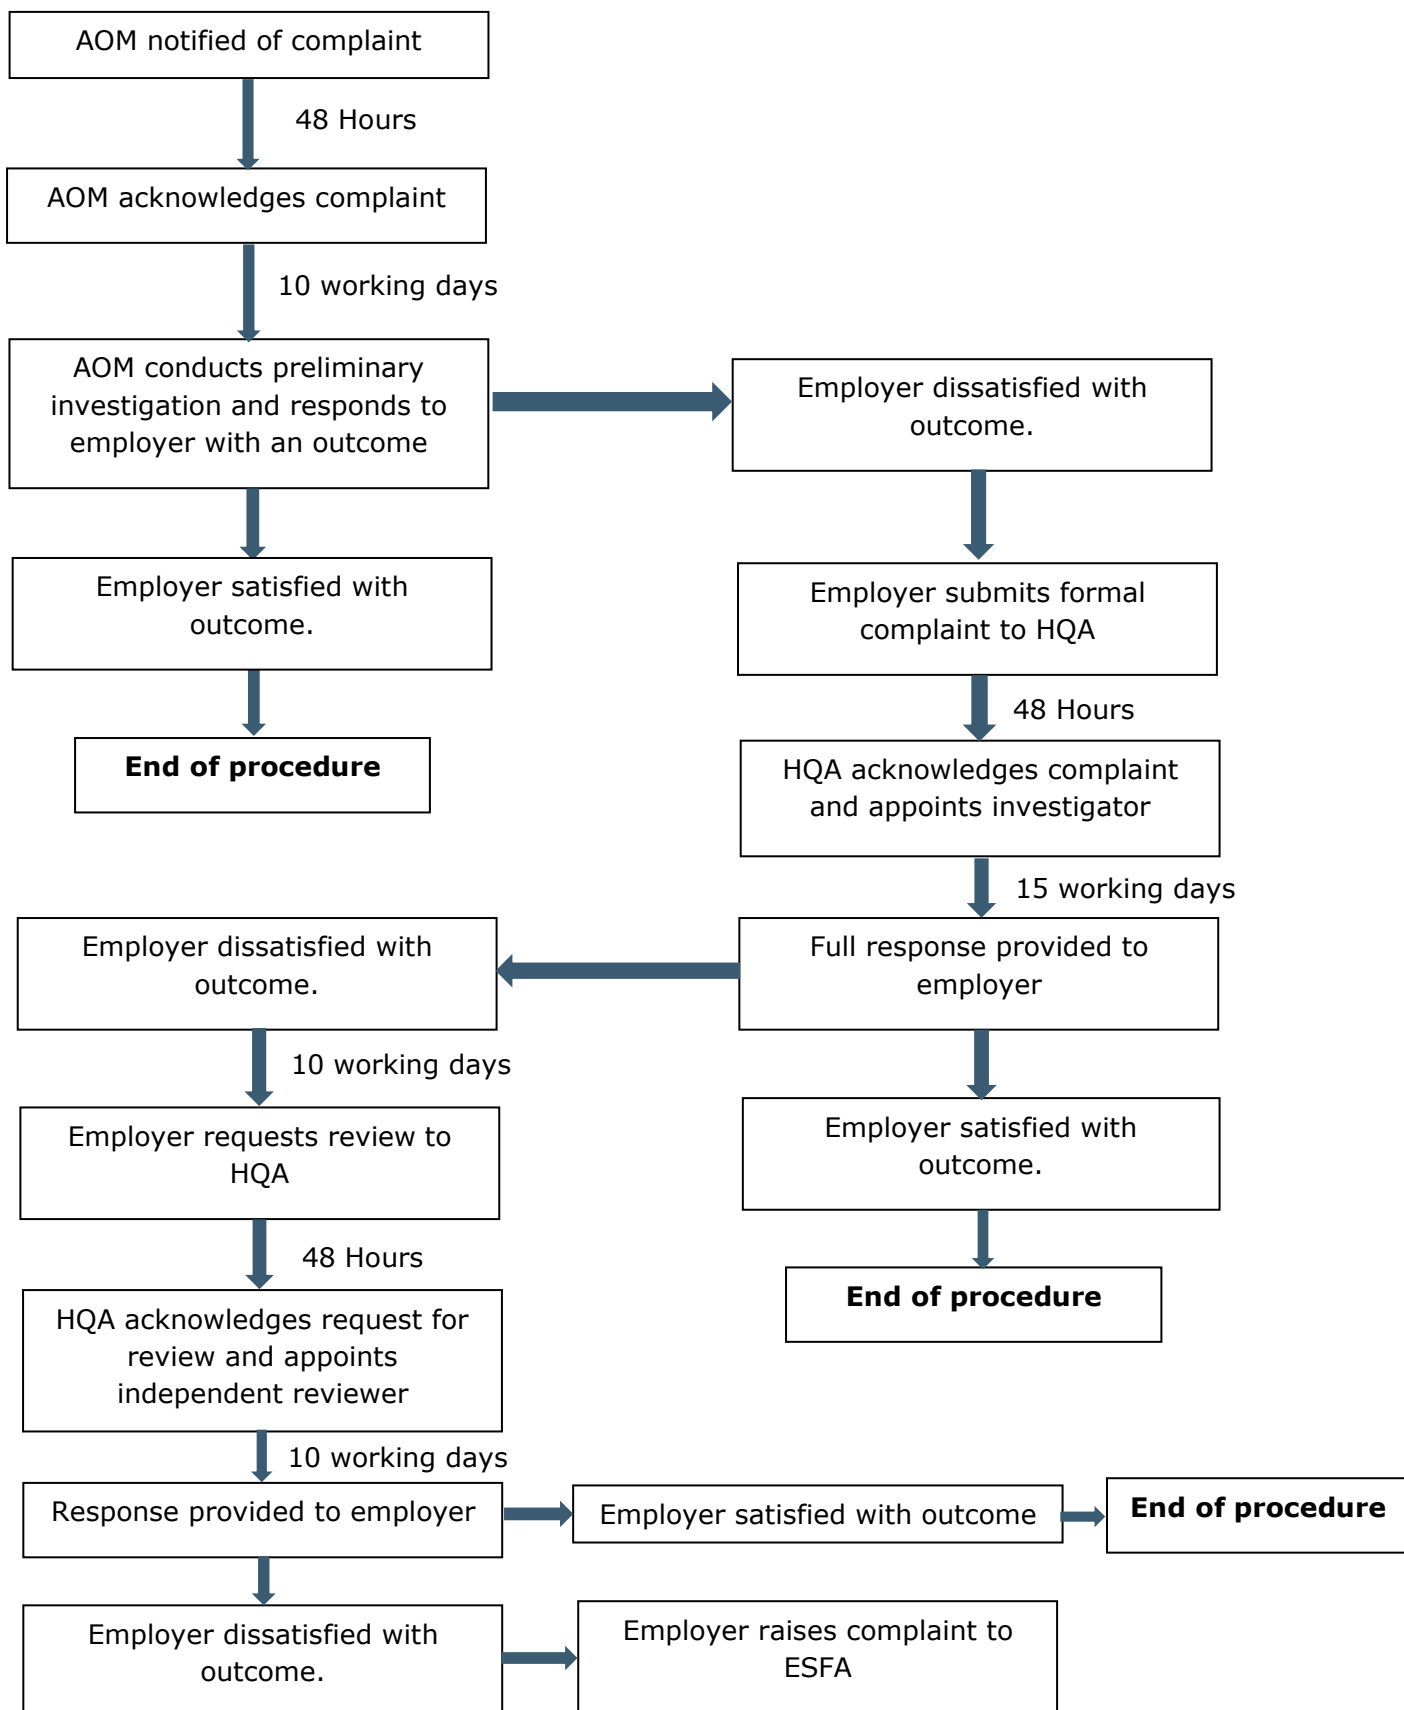 AOM notified of complaint
48 Hours
AOM acknowledges complaint
10 working days
AOM conducts preliminary
investigation and responds to
employer with an outcome
Employer dissatisfied with
outcome.
Employer satisfied with
outcome.
Employer submits formal
complaint to HQA
48 Hours
End of procedure
HQA acknowledges complaint
and appoints investigator
15 working days
Employer dissatisfied with
outcome.
Full response provided to
employer
10 working days
Employer requests review to
HQA
Employer satisfied with
outcome.
48 Hours
End of procedure
HQA acknowledges request for
review and appoints
independent reviewer
10 working days
Response provided to employer
Employer satisfied with outcome
End of procedure
Employer dissatisfied with
outcome.
Employer raises complaint to
ESFA